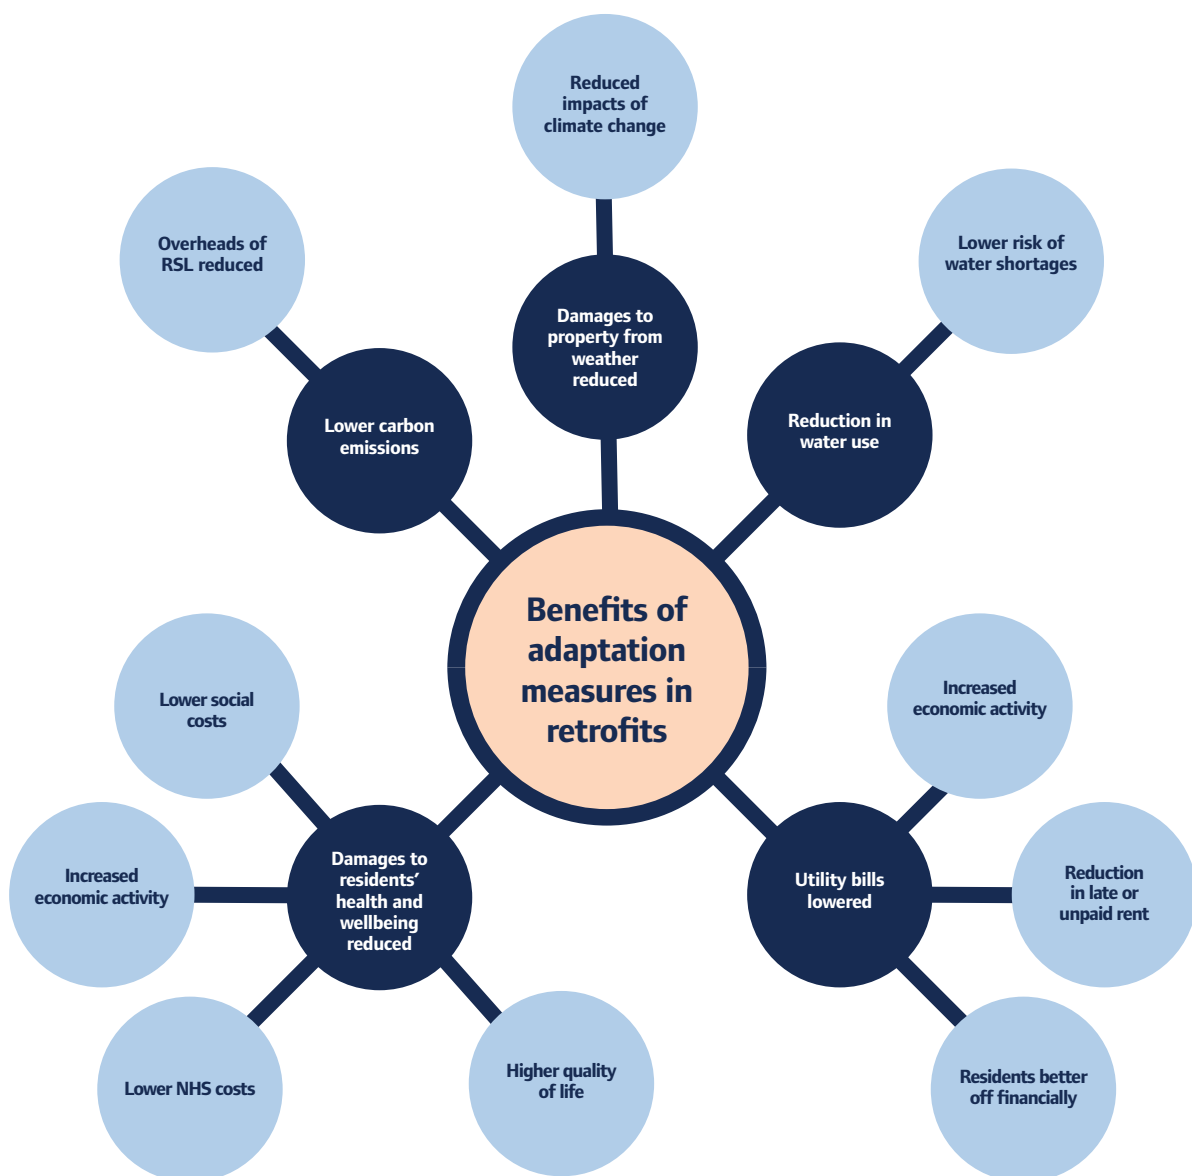 Reduced
impacts of
climate change
Overheads of
RSL reduced
Lower risk of
water shortages
Damages to
property from
weather
reduced
Lower carbon
emissions
Reduction in
water use
Benefits of
adaptation
measures in
retrofits
Lower social
costs
Increased
economic activity
Increased
economic activity
Damages to
residents’
health and
wellbeing
reduced
Utility bills
lowered
Reduction
in late or
unpaid rent
Lower NHS costs
Higher quality
of life
Residents better
off financially